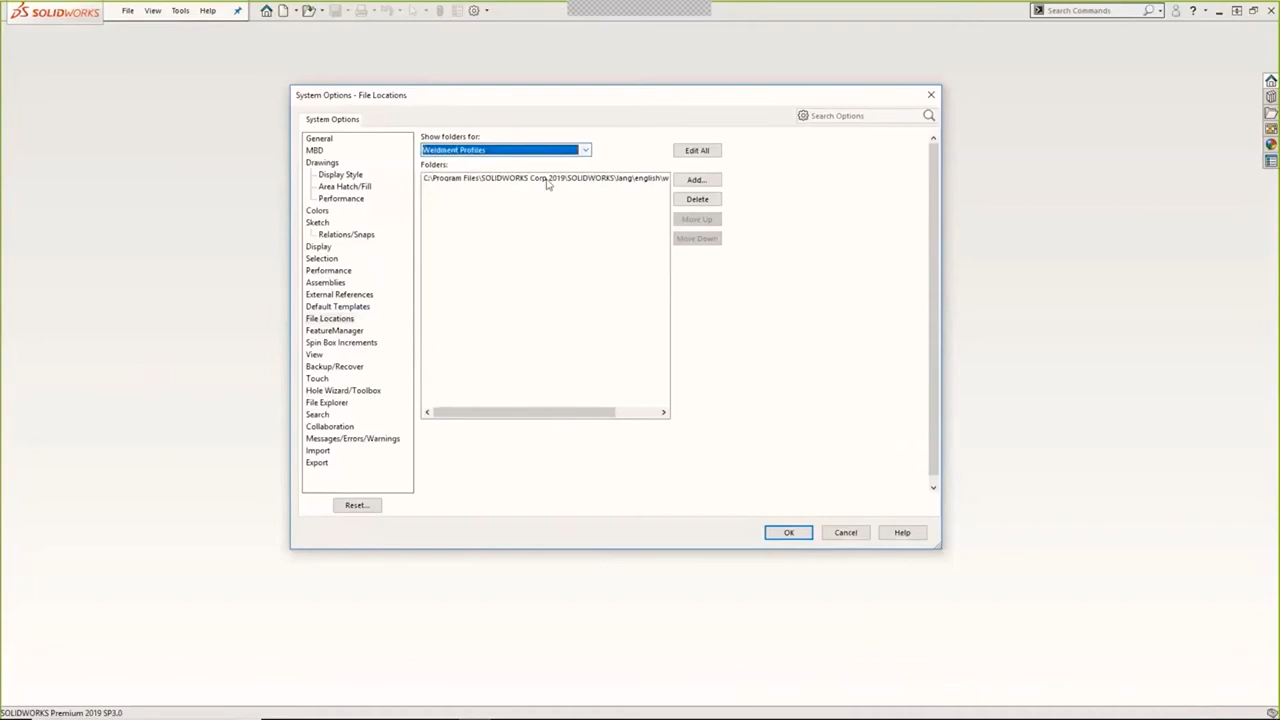 SOLIDWORKS File View Tools Help Search Commands ?
System Options - File Locations
System Options
Search Options
General
MBD
Drawings
Display Style
Area Hatch/Fill
Performance
Colors
Sketch
Relations/Snaps
Display
Selection
Performance
Assemblies
External References
Default Templates
File Locations
FeatureManager
Spin Box Increments
View
Backup/Recover
Touch
Hole Wizard/Toolbox
File Explorer
Search
Collaboration
Messages/Errors/Warnings
Import
Export
Reset...
Show folders for:
Weldment Profiles
Folders:
C:\Program Files\SOLIDWORKS Corp 2019\SOLIDWORKS\lang\english\w
Edit All
Add...
Delete
Move Up
Move Down
OK Cancel Help
SOLIDWORKS Premium 2019 SP3.0